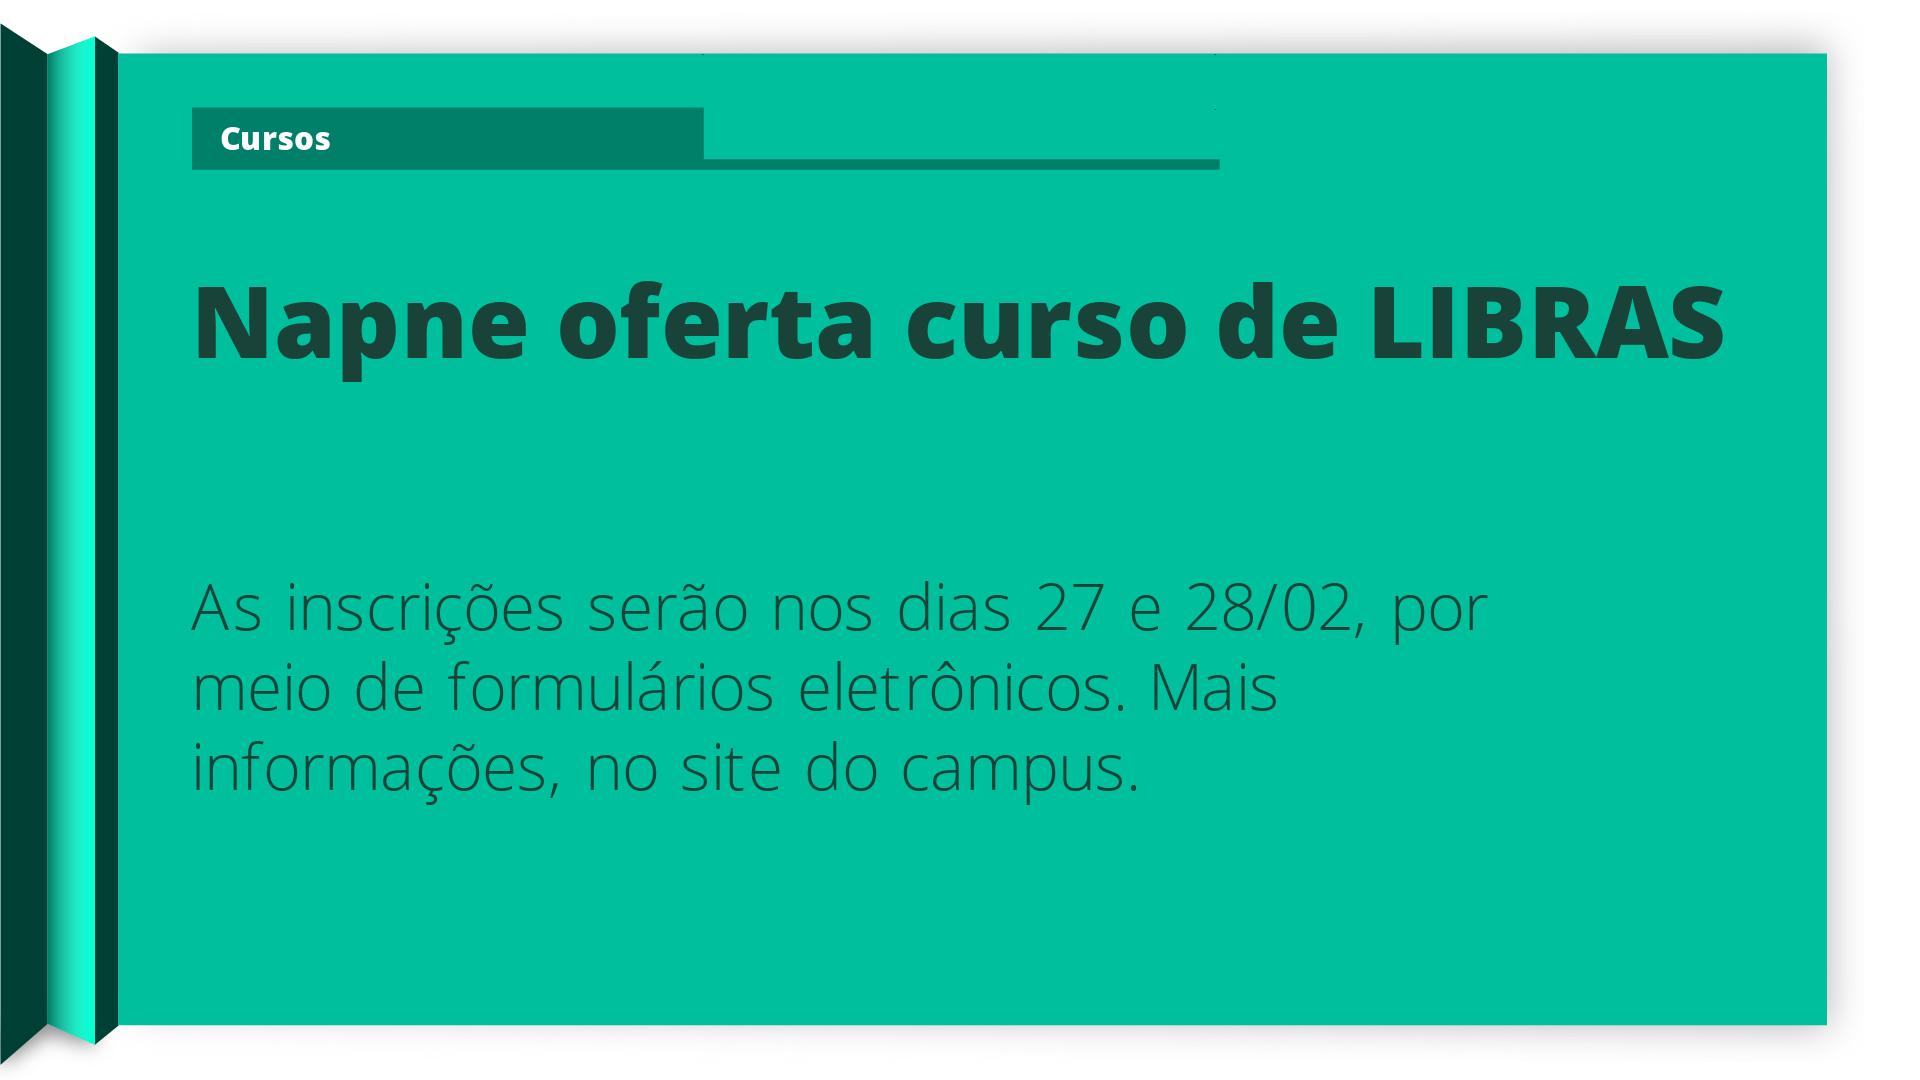 Cursos
Napne oferta curso de LIBRAS
As inscrições serão nos dias 27 e 28/02, por
meio de formulários eletrônicos. Mais
informações, no site do campus.